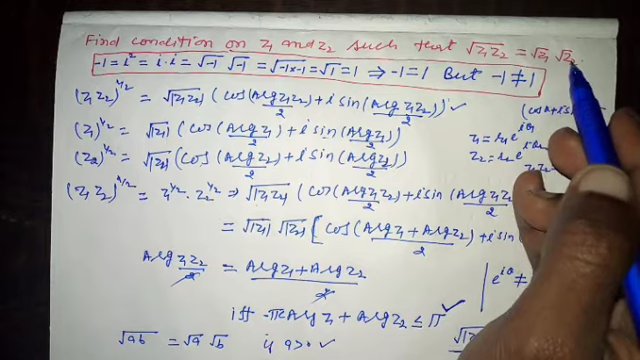 Find condition on z₁ and z₂ such that √z₁z₂ = √z₁ √z₂.
-1 = i² = i·i = √-1 √-1 = √-1×-1 = √1 = 1 ⇒ -1 = 1 But -1 ≠ 1
(z₁z₂)^1/2 = √|z₁z₂| (cos(Arg z₁z₂)/2 + i sin(Arg z₁z₂)/2) ✓
(z₁)^1/2 = √|z₁| (cos(Arg z₁)/2 + i sin(Arg z₁)/2)
z₁ = r₁e^iθ₁
(z₂)^1/2 = √|z₂| (cos(Arg z₂)/2 + i sin(Arg z₂)/2)
z₂ = r₂e^iθ₂
(z₁z₂)^1/2 = z₁^1/2 · z₂^1/2 ⇒ √|z₁z₂| (cos(Arg z₁z₂)/2 + i sin(Arg z₁z₂)/2
= √|z₁| √|z₂| [cos(Arg z₁ + Arg z₂)/2 + i sin
Arg z₁z₂/2 = Arg z₁ + Arg z₂/2
e^iθ ≠
iff -π < Arg z₁ + Arg z₂ ≤ π ✓
√ab = √a √b if a>0 ✓